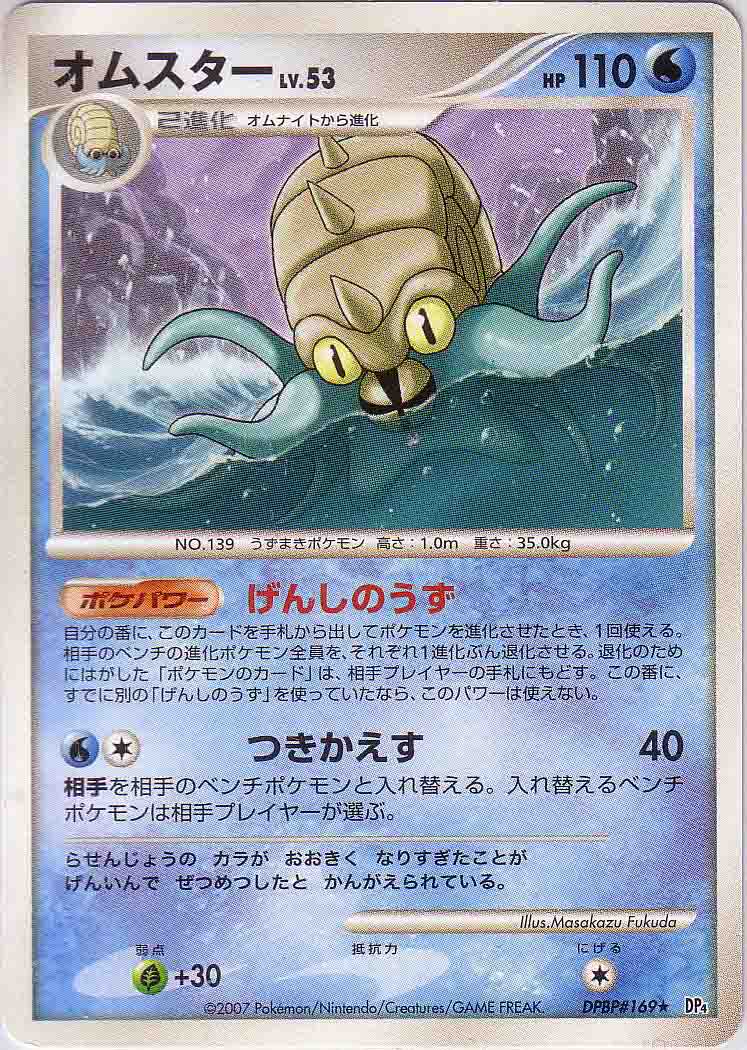 オムスター LV.53 HP 110
2進化 オムナイトから進化
NO.139 うずまきポケモン 高さ：1.0m 重さ：35.0kg
ポケパワー げんしのうず
自分の番に、このカードを手札から出してポケモンを進化させたとき、1回使える。
相手のベンチの進化ポケモン全員を、それぞれ1進化ぶん退化させる。退化のため
にはがした「ポケモンのカード」は、相手プレイヤーの手札にもどす。この番に、
すでに別の「げんしのうず」を使っていたなら、このパワーは使えない。
つきかえす 40
相手を相手のベンチポケモンと入れ替える。入れ替えるベンチ
ポケモンは相手プレイヤーが選ぶ。
らせんじょうの カラが おおきく なりすぎたことが
げんいんで ぜつめつしたと かんがえられている。
Illus.Masakazu Fukuda
弱点 抵抗力 にげる
+30
©2007 Pokémon/Nintendo/Creatures/GAME FREAK. DPBP#169★ DP4